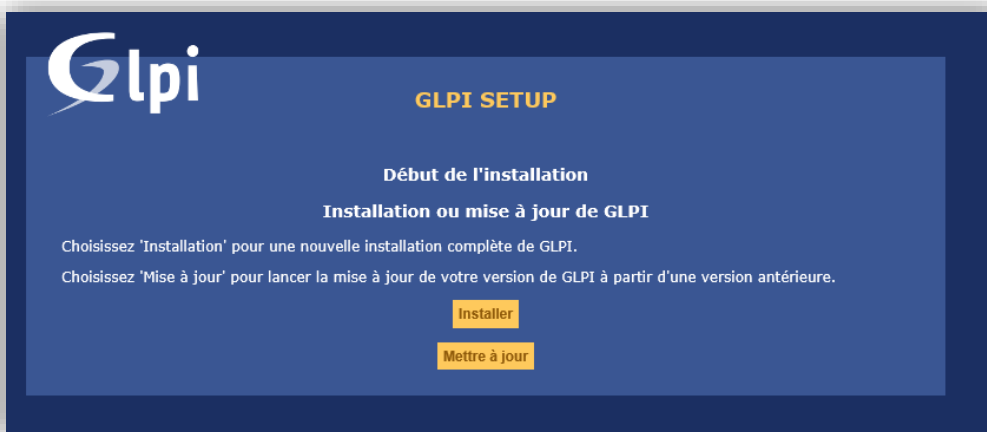 Glpi
GLPI SETUP
Début de l'installation
Installation ou mise à jour de GLPI
Choisissez 'Installation' pour une nouvelle installation complète de GLPI.
Choisissez 'Mise à jour' pour lancer la mise à jour de votre version de GLPI à partir d'une version antérieure.
Installer
Mettre à jour